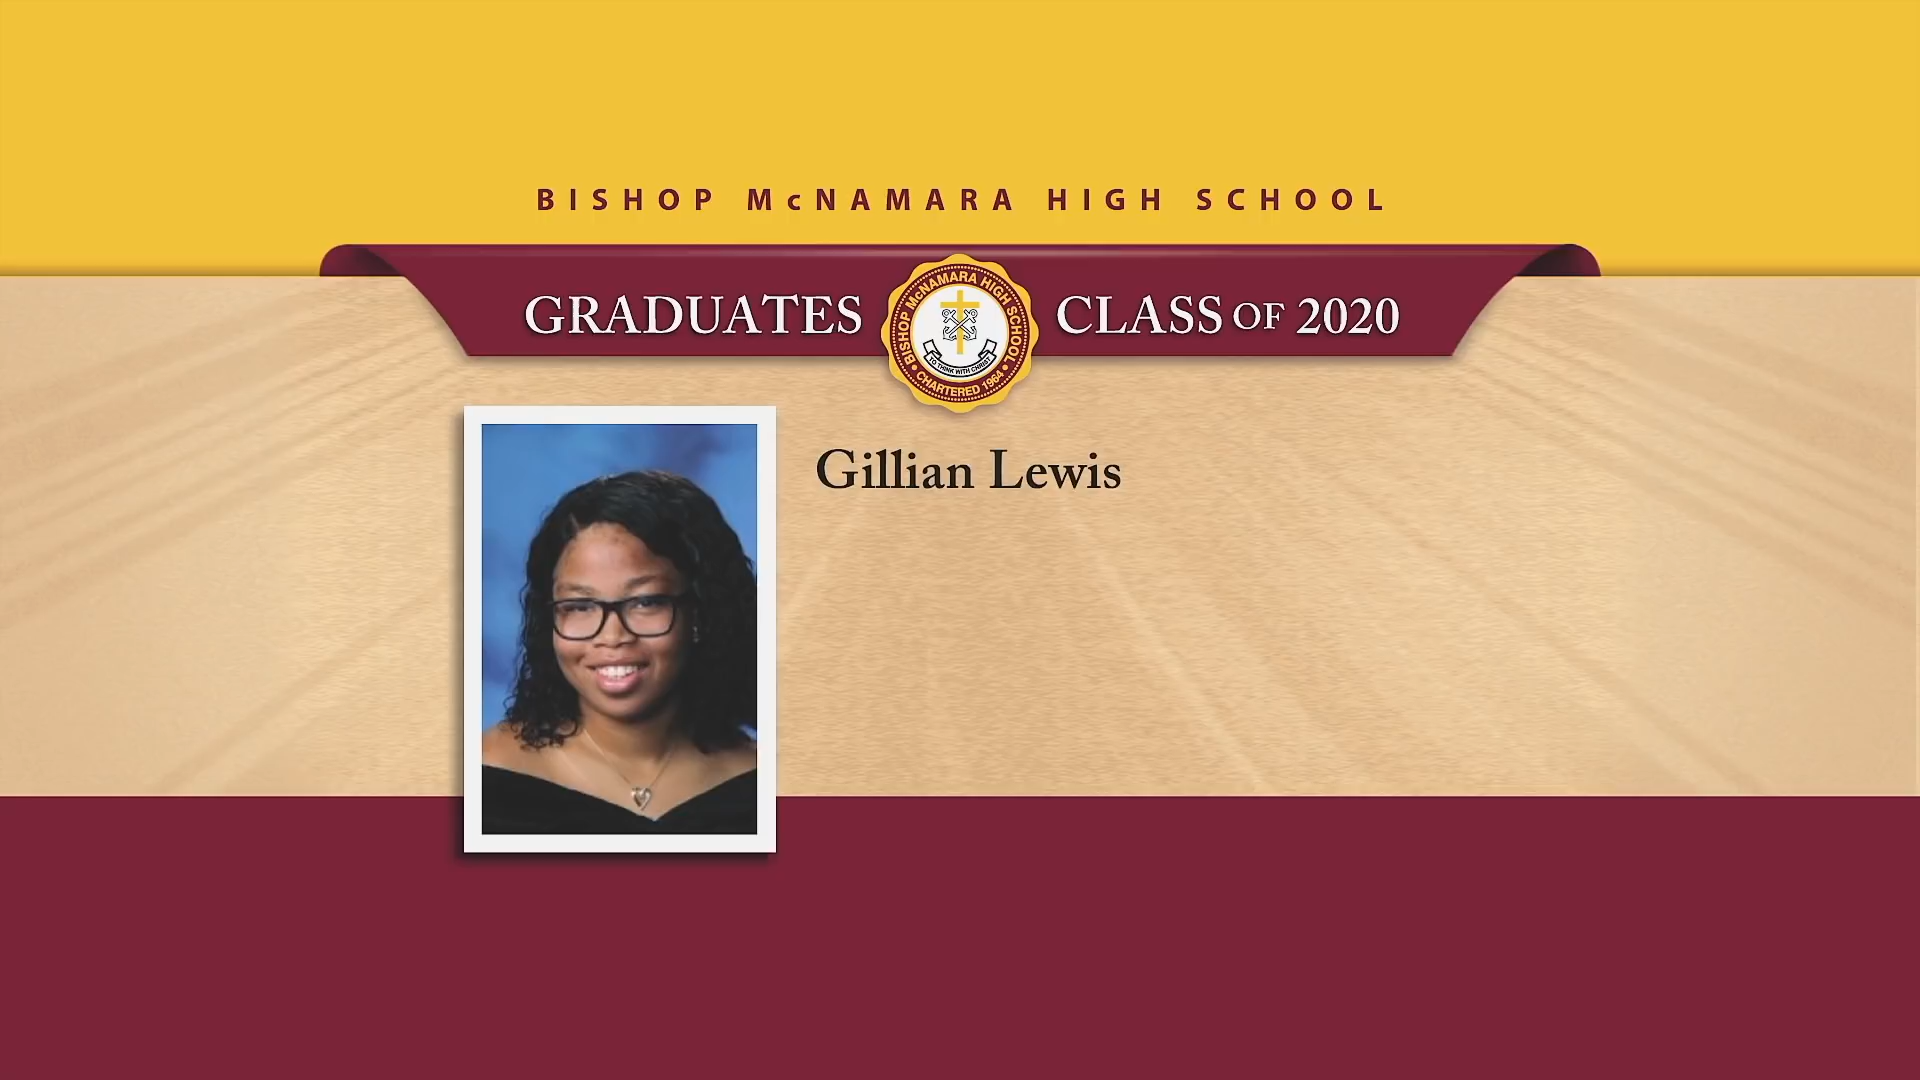 BISHOP McNAMARA HIGH SCHOOL
GRADUATES CLASS OF 2020
BISHOP McNAMARA HIGH SCHOOL
TO THINK WITH CHRIST
CHARTERED 1964
Gillian Lewis